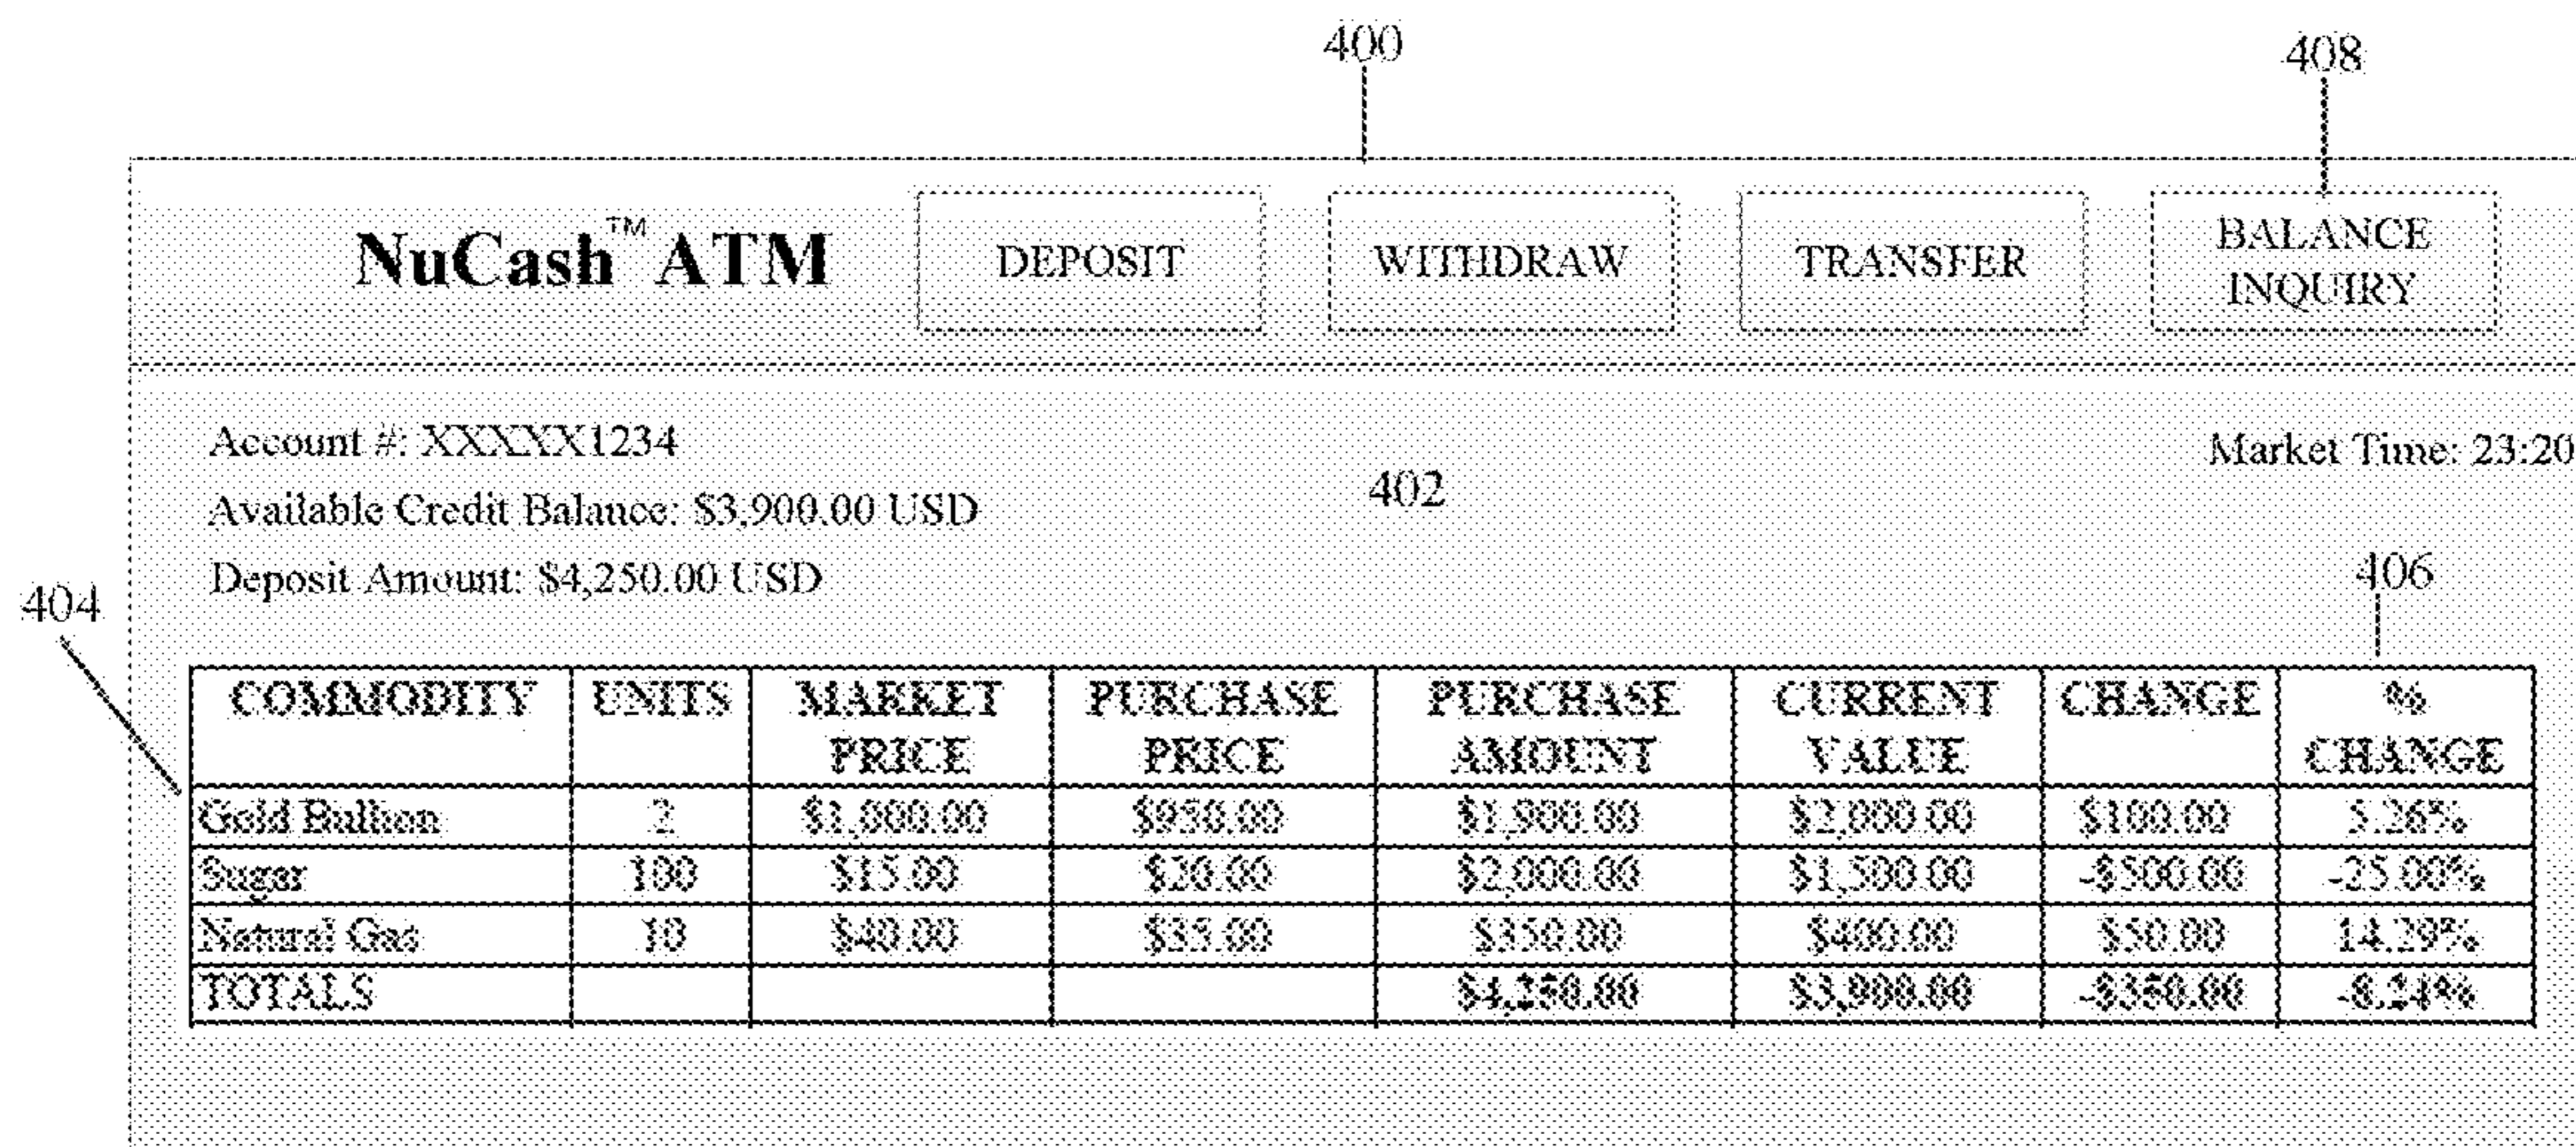 400
408
NuCash™ ATM
DEPOSIT
WITHDRAW
TRANSFER
BALANCE
INQUIRY
Account #: XXXXX1234
Market Time: 23:20
Available Credit Balance: $3,900.00 USD
402
Deposit Amount: $4,250.00 USD
406
404
COMMODITY UNITS MARKET PRICE PURCHASE PRICE PURCHASE AMOUNT CURRENT VALUE CHANGE % CHANGE
Gold Bullion 2 $1,000.00 $950.00 $1,900.00 $2,000.00 $100.00 5.26%
Sugar 100 $15.00 $20.00 $2,000.00 $1,500.00 -$500.00 -25.00%
Natural Gas 10 $40.00 $35.00 $350.00 $400.00 $50.00 14.29%
TOTALS $4,250.00 $3,900.00 -$350.00 -8.24%